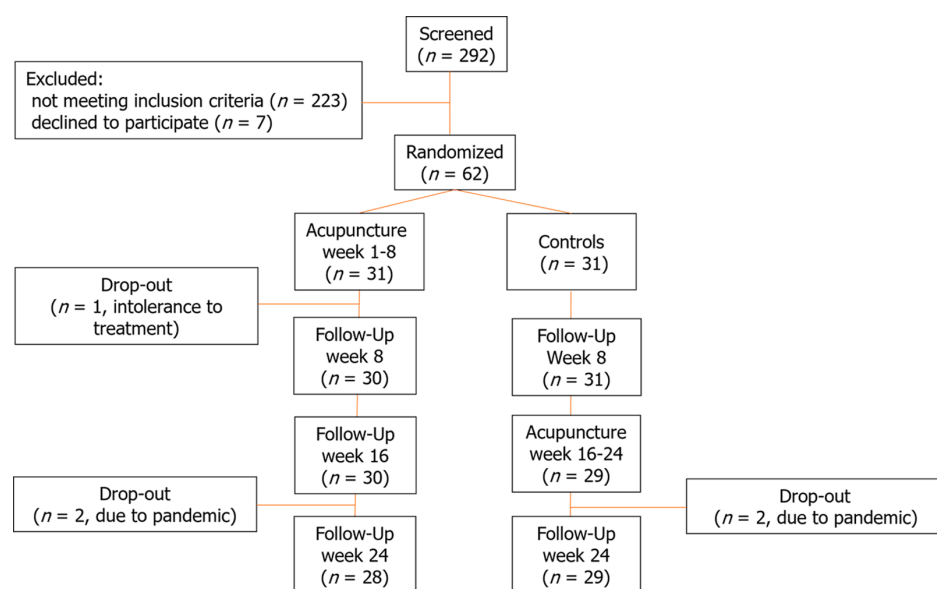 Screened
(n = 292)
Excluded:
not meeting inclusion criteria (n = 223)
declined to participate (n = 7)
Randomized
(n = 62)
Acupuncture
week 1-8
(n = 31)
Controls
(n = 31)
Drop-out
(n = 1, intolerance to
treatment)
Follow-Up
week 8
(n = 30)
Follow-Up
Week 8
(n = 31)
Follow-Up
week 16
(n = 30)
Acupuncture
week 16-24
(n = 29)
Drop-out
(n = 2, due to pandemic)
Drop-out
(n = 2, due to pandemic)
Follow-Up
week 24
(n = 28)
Follow-Up
week 24
(n = 29)